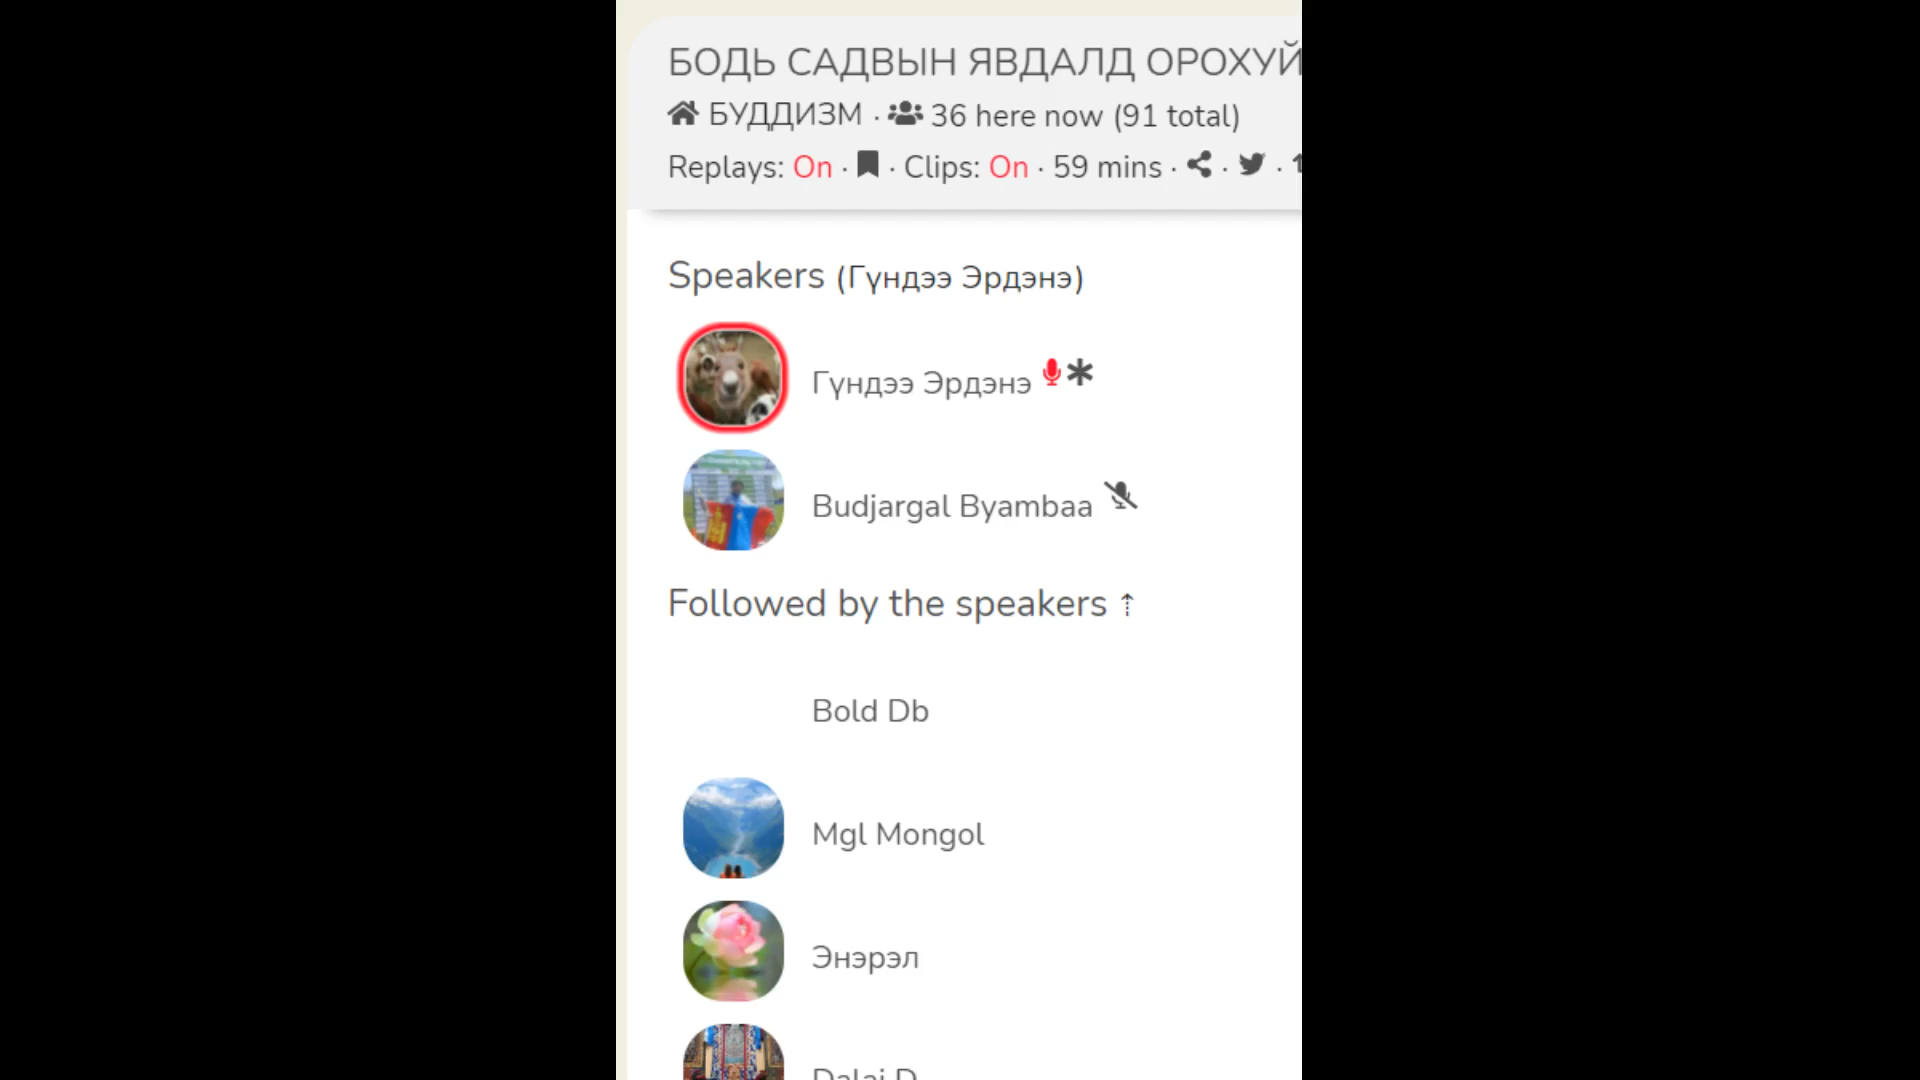 БОДЬ САДВЫН ЯВДАЛД ОРОХУЙ
БУДДИЗМ · 36 here now (91 total)
Replays: On · · Clips: On · 59 mins · · ·
Speakers (Гүндээ Эрдэнэ)
Гүндээ Эрдэнэ
Budjargal Byambaa
Followed by the speakers ⇡
Bold Db
Mgl Mongol
Энэрэл
Dalai D